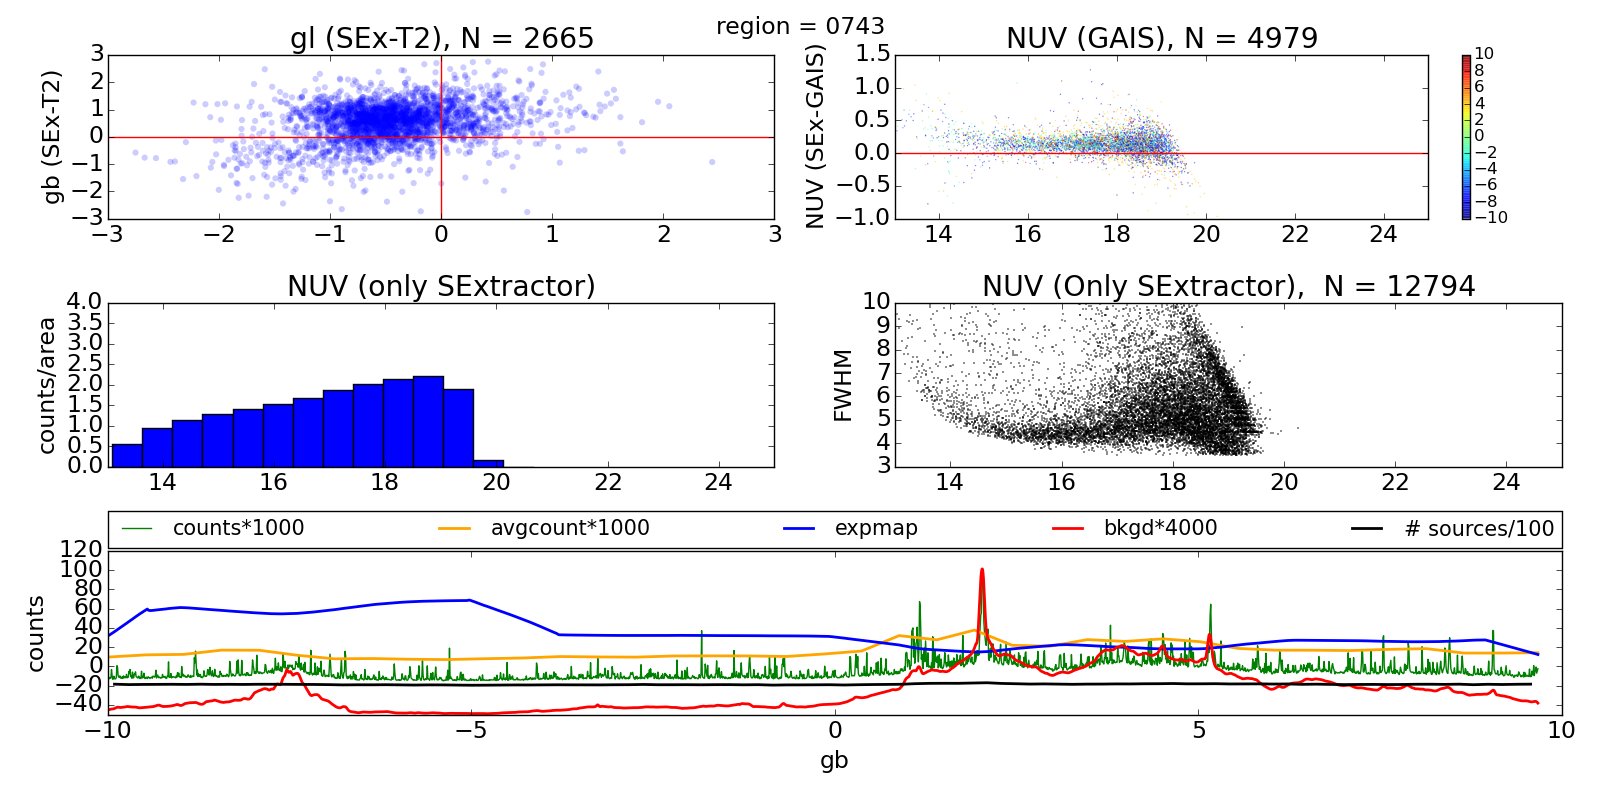 region = 0743
gl (SEx-T2), N = 2665
gb (SEx-T2)
3
2
1
0
−1
−2
−3
−3 −2 −1 0 1 2 3
NUV (GAIS), N = 4979
NUV (SEx-GAIS)
1.5
1.0
0.5
0.0
−0.5
−1.0
14 16 18 20 22 24
10
8
6
4
2
0
−2
−4
−6
−8
−10
NUV (only SExtractor)
counts/area
4.0
3.5
3.0
2.5
2.0
1.5
1.0
0.5
0.0
14 16 18 20 22 24
NUV (Only SExtractor), N = 12794
FWHM
10
9
8
7
6
5
4
3
14 16 18 20 22 24
counts*1000 avgcount*1000 expmap bkgd*4000 # sources/100
counts
120
100
80
60
40
20
0
−20
−40
−10 −5 0 5 10
gb